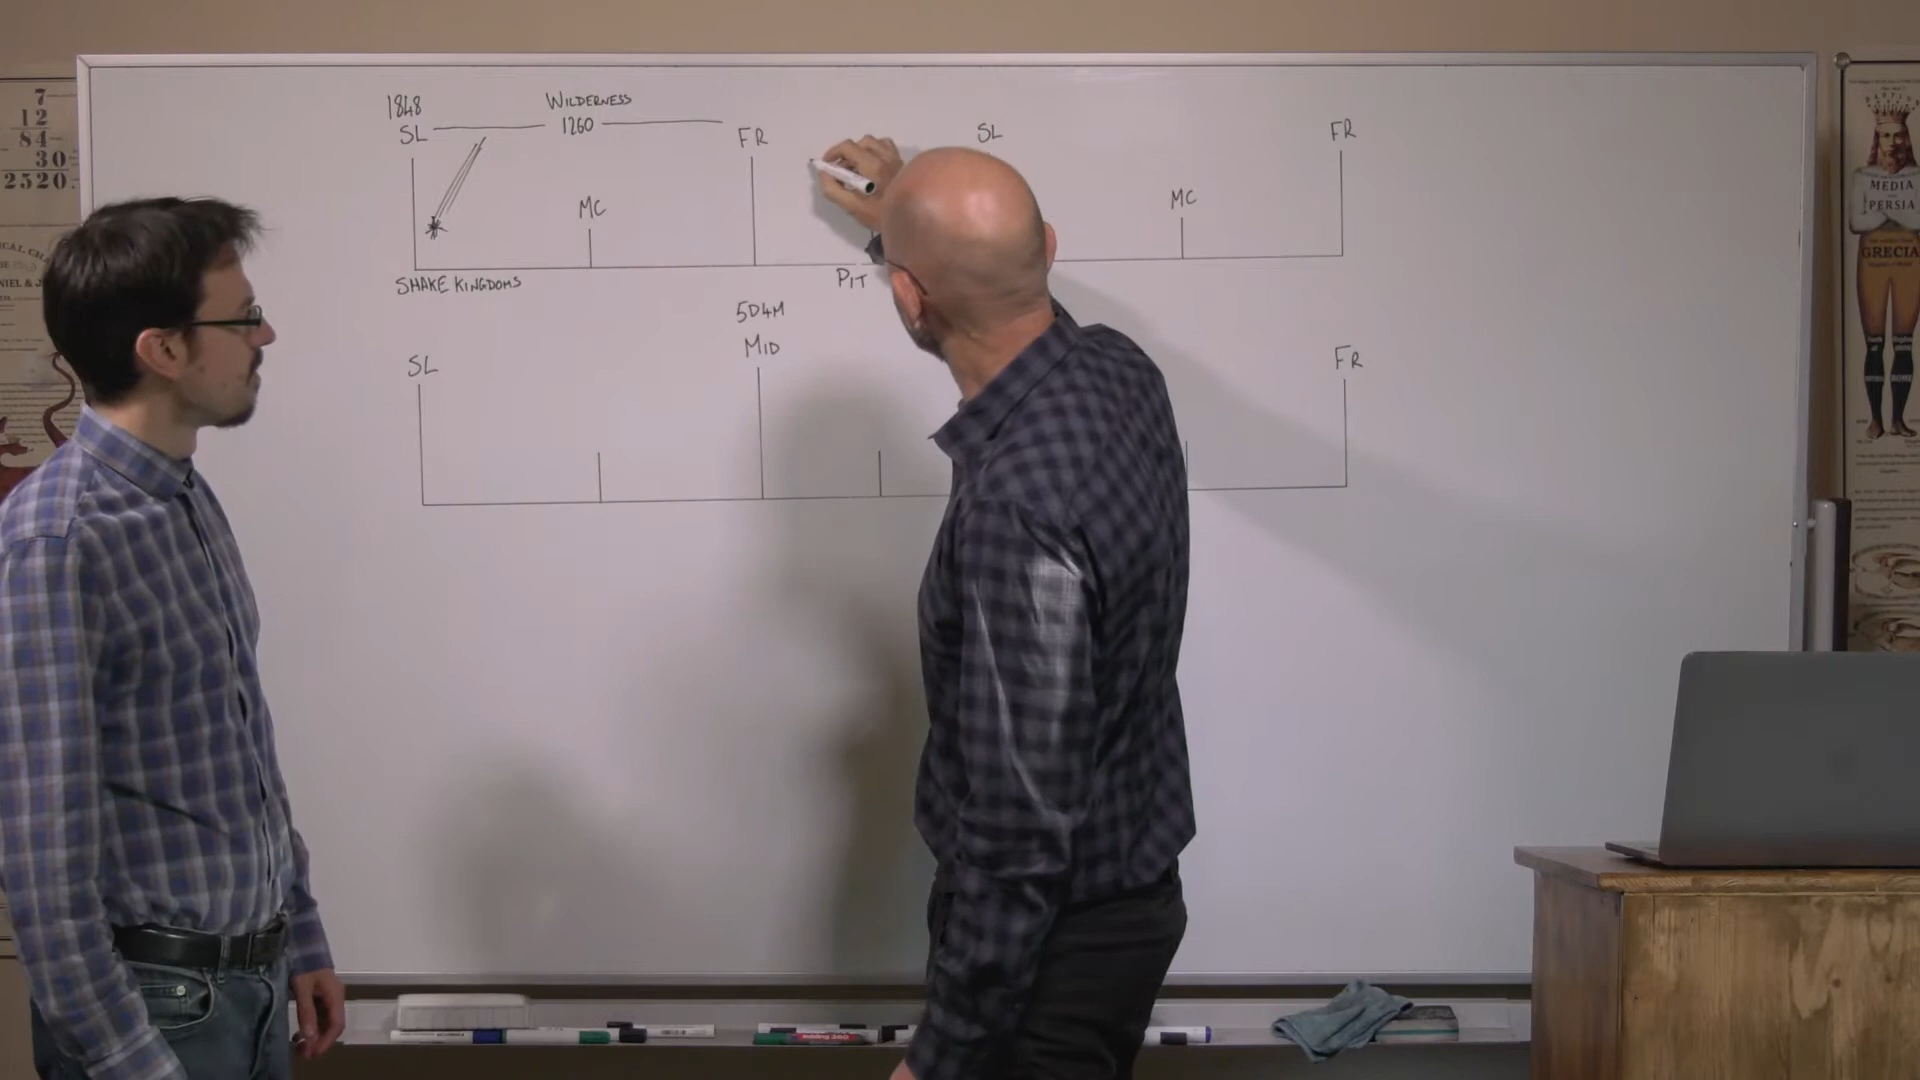 1848
WILDERNESS
SL
1260
FR
SL
FR
MC
MC
SHAKE KINGDOMS
PIT
5D4M
MID
SL
FR
7
12
84
30
2520
MEDIA
PERSIA
GRECIA